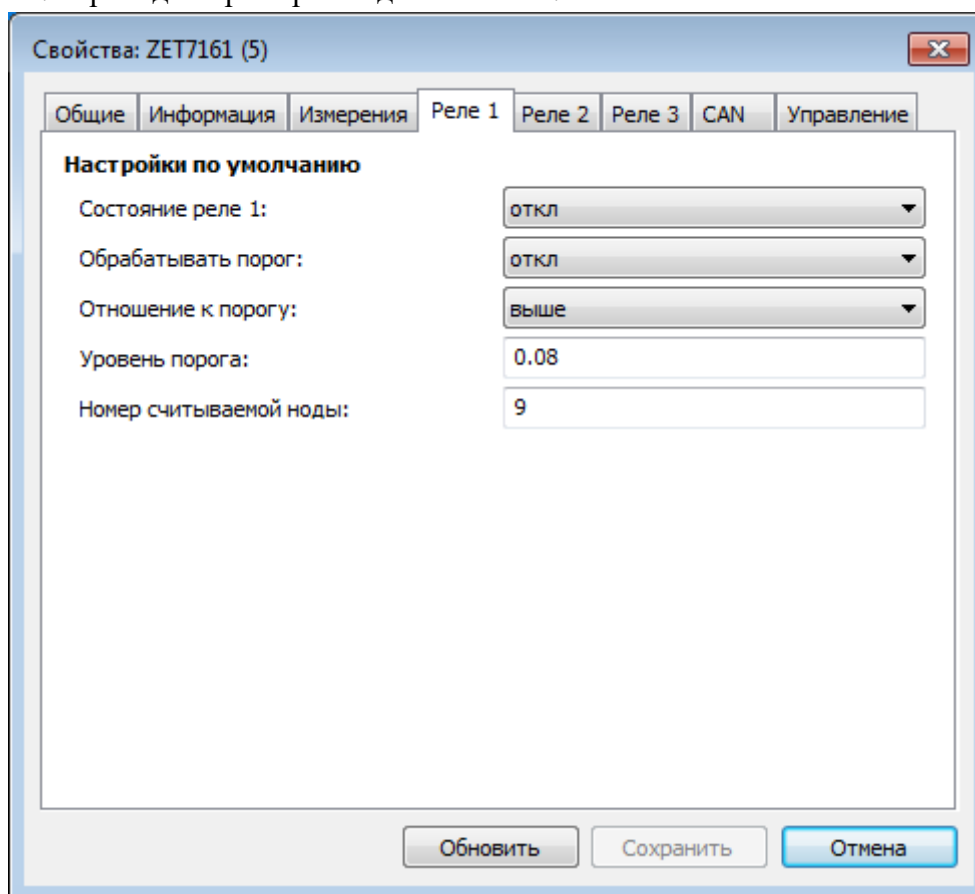 Свойства: ZET7161 (5)
Общие Информация Измерения Реле 1 Реле 2 Реле 3 CAN Управление
Настройки по умолчанию
Состояние реле 1: откл
Обрабатывать порог: откл
Отношение к порогу: выше
Уровень порога: 0.08
Номер считываемой ноды: 9
Обновить Сохранить Отмена